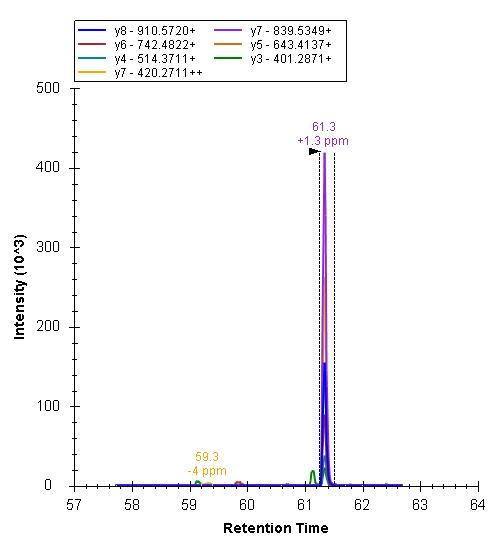 y8 - 910.5720+ y7 - 839.5349+
y6 - 742.4822+ y5 - 643.4137+
y4 - 514.3711+ y3 - 401.2871+
y7 - 420.2711++
500
400
300
200
100
0
Intensity (10^3)
61.3
+1.3 ppm
59.3
-4 ppm
57 58 59 60 61 62 63 64
Retention Time